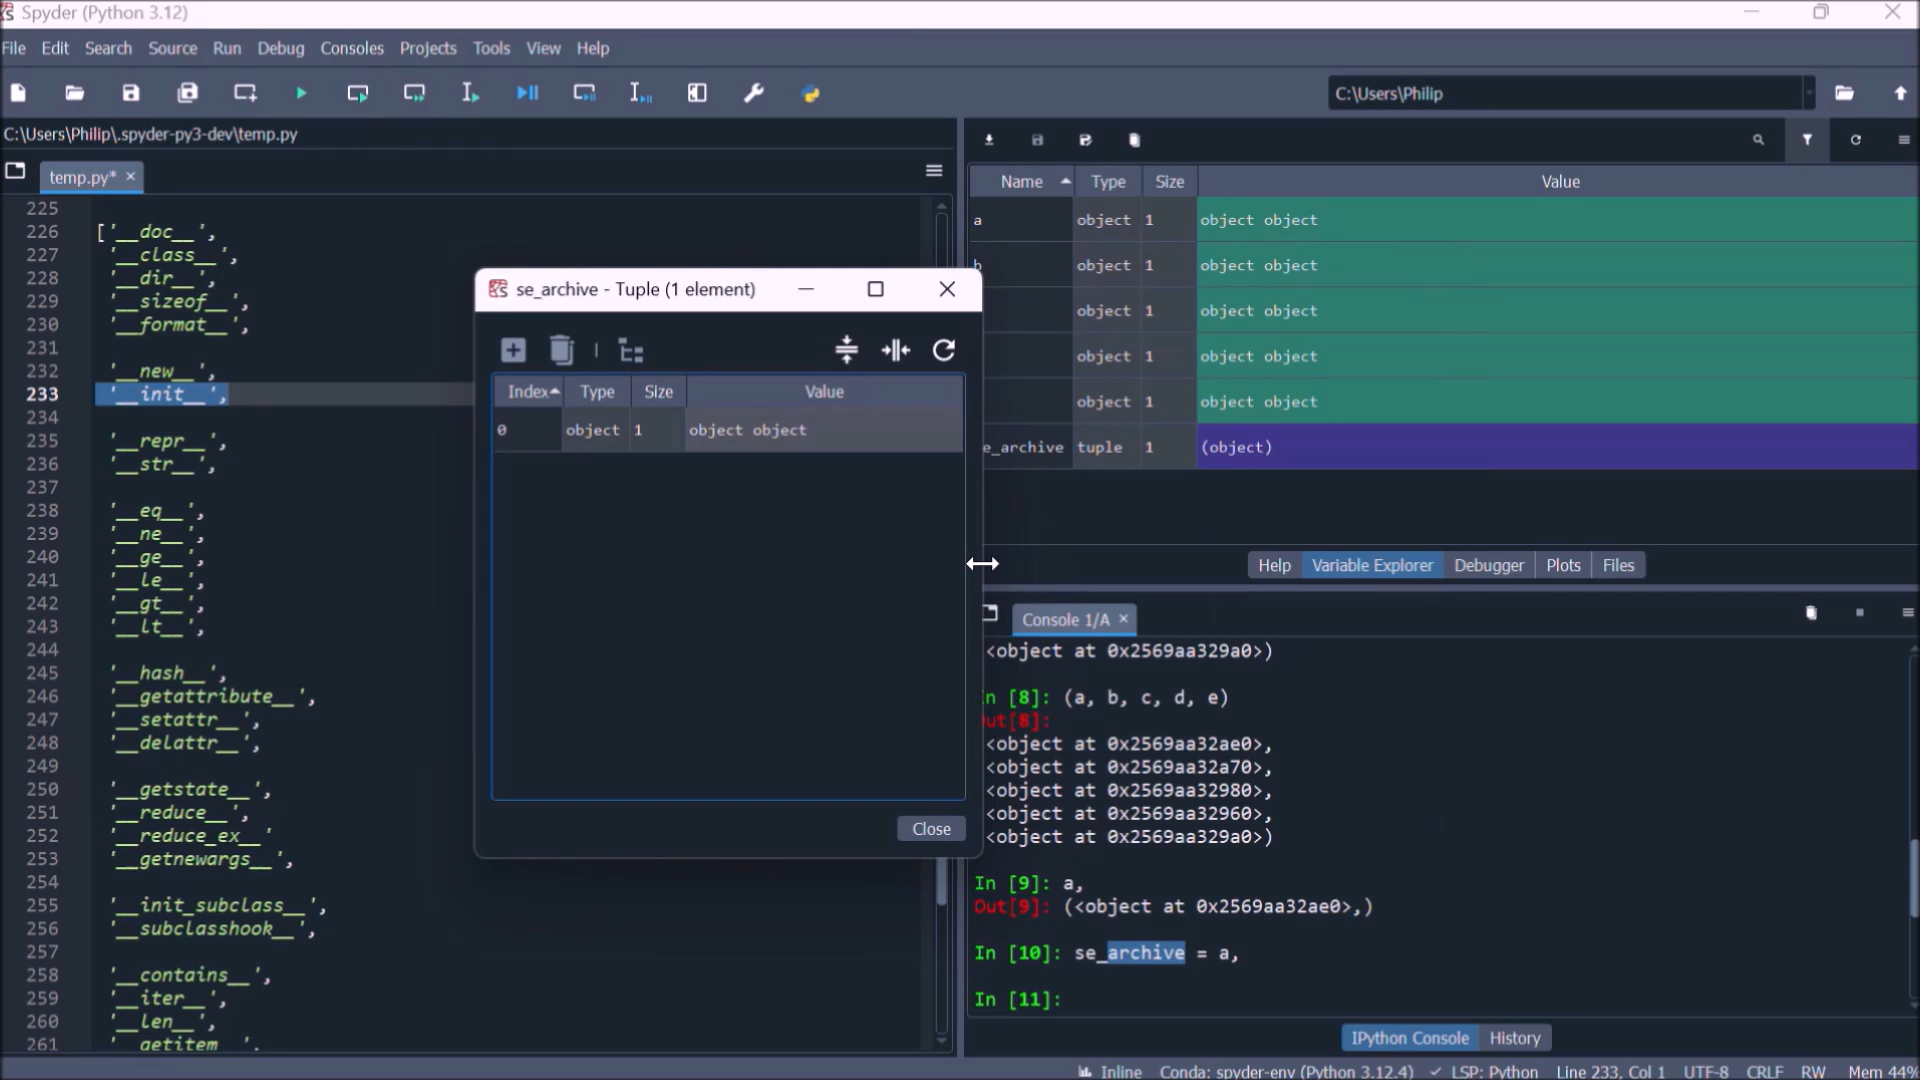 Spyder (Python 3.12)
File Edit Search Source Run Debug Consoles Projects Tools View Help
C:\Users\Philip
C:\Users\Philip\.spyder-py3-dev\temp.py
temp.py*
225
226 ['__doc__',
227 '__class__',
228 '__dir__',
229 '__sizeof__',
230 '__format__',
231
232 '__new__',
233 '__init__',
234
235 '__repr__',
236 '__str__',
237
238 '__eq__',
239 '__ne__',
240 '__ge__',
241 '__le__',
242 '__gt__',
243 '__lt__',
244
245 '__hash__',
246 '__getattribute__',
247 '__setattr__',
248 '__delattr__',
249
250 '__getstate__',
251 '__reduce__',
252 '__reduce_ex__'
253 '__getnewargs__',
254
255 '__init_subclass__',
256 '__subclasshook__',
257
258 '__contains__',
259 '__iter__',
260 '__len__',
261 '__getitem__',
se_archive - Tuple (1 element)
Index Type Size Value
0 object 1 object object
Close
Name Type Size Value
a object 1 object object
b object 1 object object
object 1 object object
object 1 object object
object 1 object object
e_archive tuple 1 (object)
Help Variable Explorer Debugger Plots Files
Console 1/A
<object at 0x2569aa329a0>)
n [8]: (a, b, c, d, e)
ut[8]:
<object at 0x2569aa32ae0>,
<object at 0x2569aa32a70>,
<object at 0x2569aa32980>,
<object at 0x2569aa32960>,
<object at 0x2569aa329a0>)
In [9]: a,
Out[9]: (<object at 0x2569aa32ae0>,)
In [10]: se_archive = a,
In [11]:
IPython Console History
Inline Conda: spyder-env (Python 3.12.4) ✓ LSP: Python Line 233, Col 1 UTF-8 CRLF RW Mem 44%